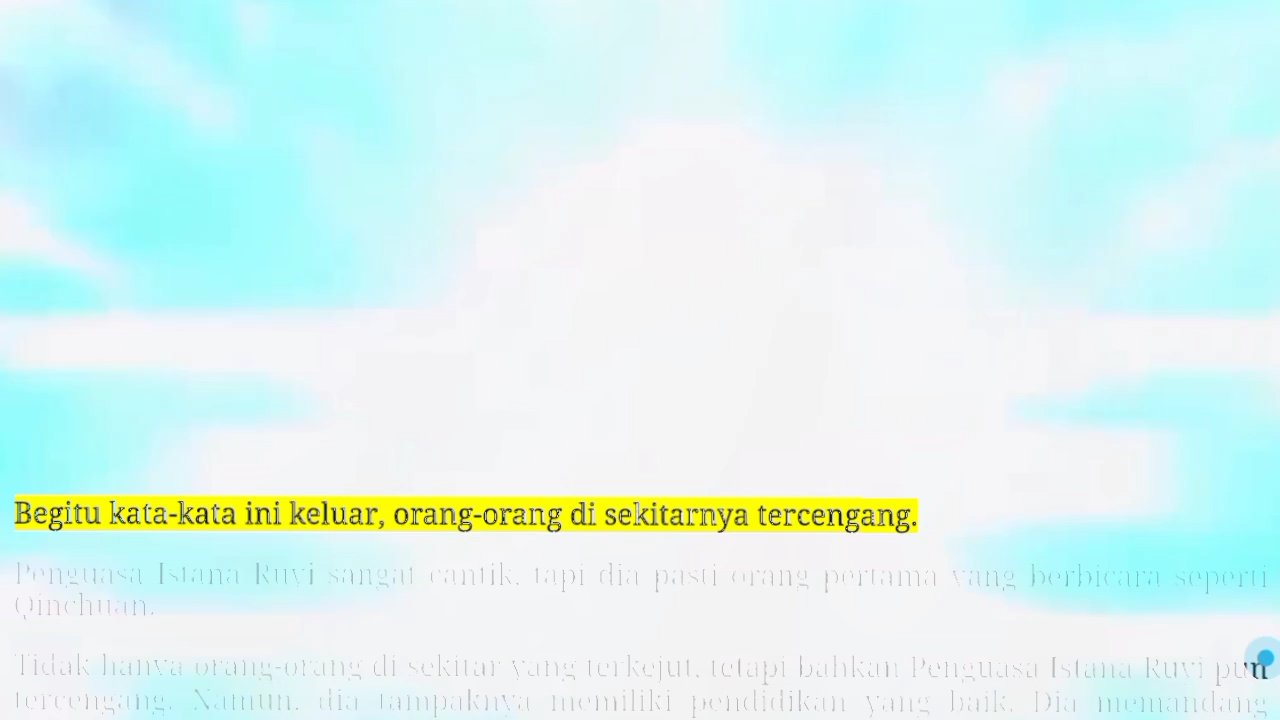 Begitu kata-kata ini keluar, orang-orang di sekitarnya tercengang.
Penguasa Istana Ruyi sangat cantik, tapi dia pasti orang pertama yang berbicara seperti
Qinchuan.
Tidak hanya orang-orang di sekitar yang terkejut, tetapi bahkan Penguasa Istana Ruyi pun
tercengang. Namun, dia tampaknya memiliki pendidikan yang baik. Dia memandang